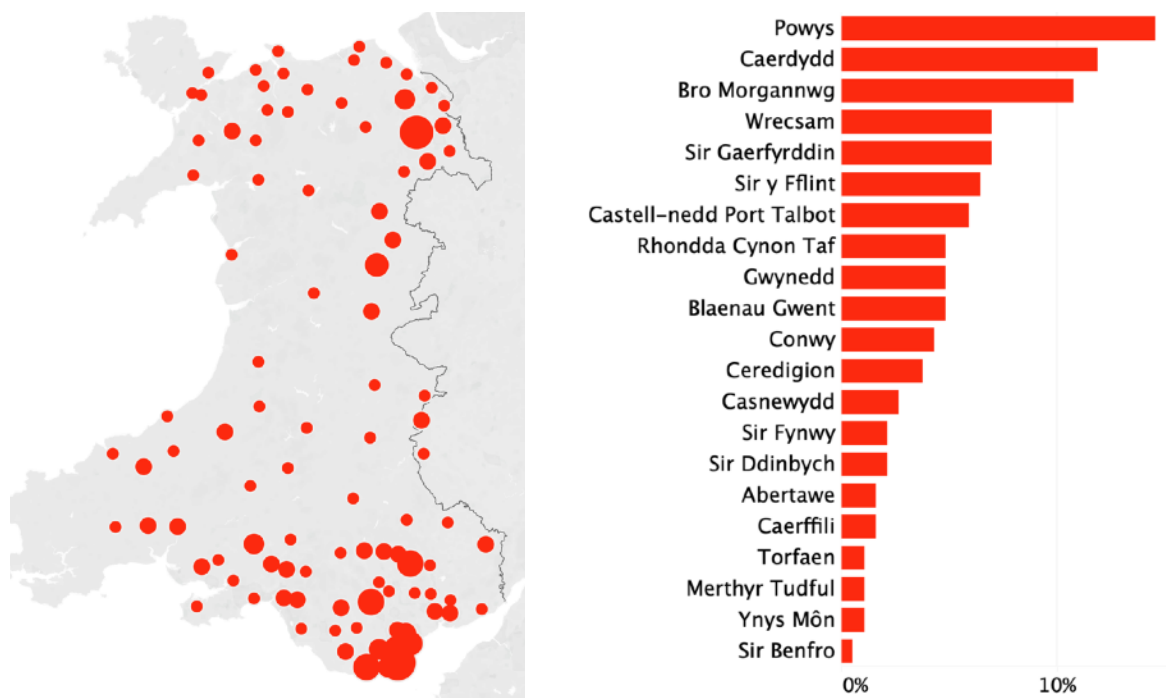 Powys
Caerdydd
Bro Morgannwg
Wrecsam
Sir Gaerfyrddin
Sir y Fflint
Castell-nedd Port Talbot
Rhondda Cynon Taf
Gwynedd
Blaenau Gwent
Conwy
Ceredigion
Casnewydd
Sir Fynwy
Sir Ddinbych
Abertawe
Caerffili
Torfaen
Merthyr Tudful
Ynys Môn
Sir Benfro
0% 10%